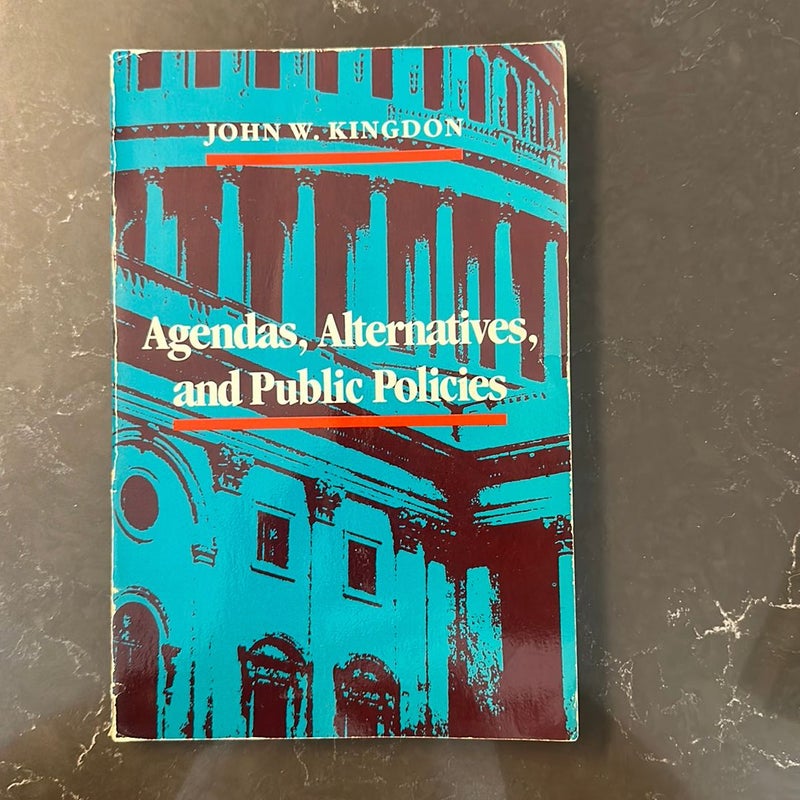 JOHN W. KINGDON
Agendas, Alternatives,
and Public Policies